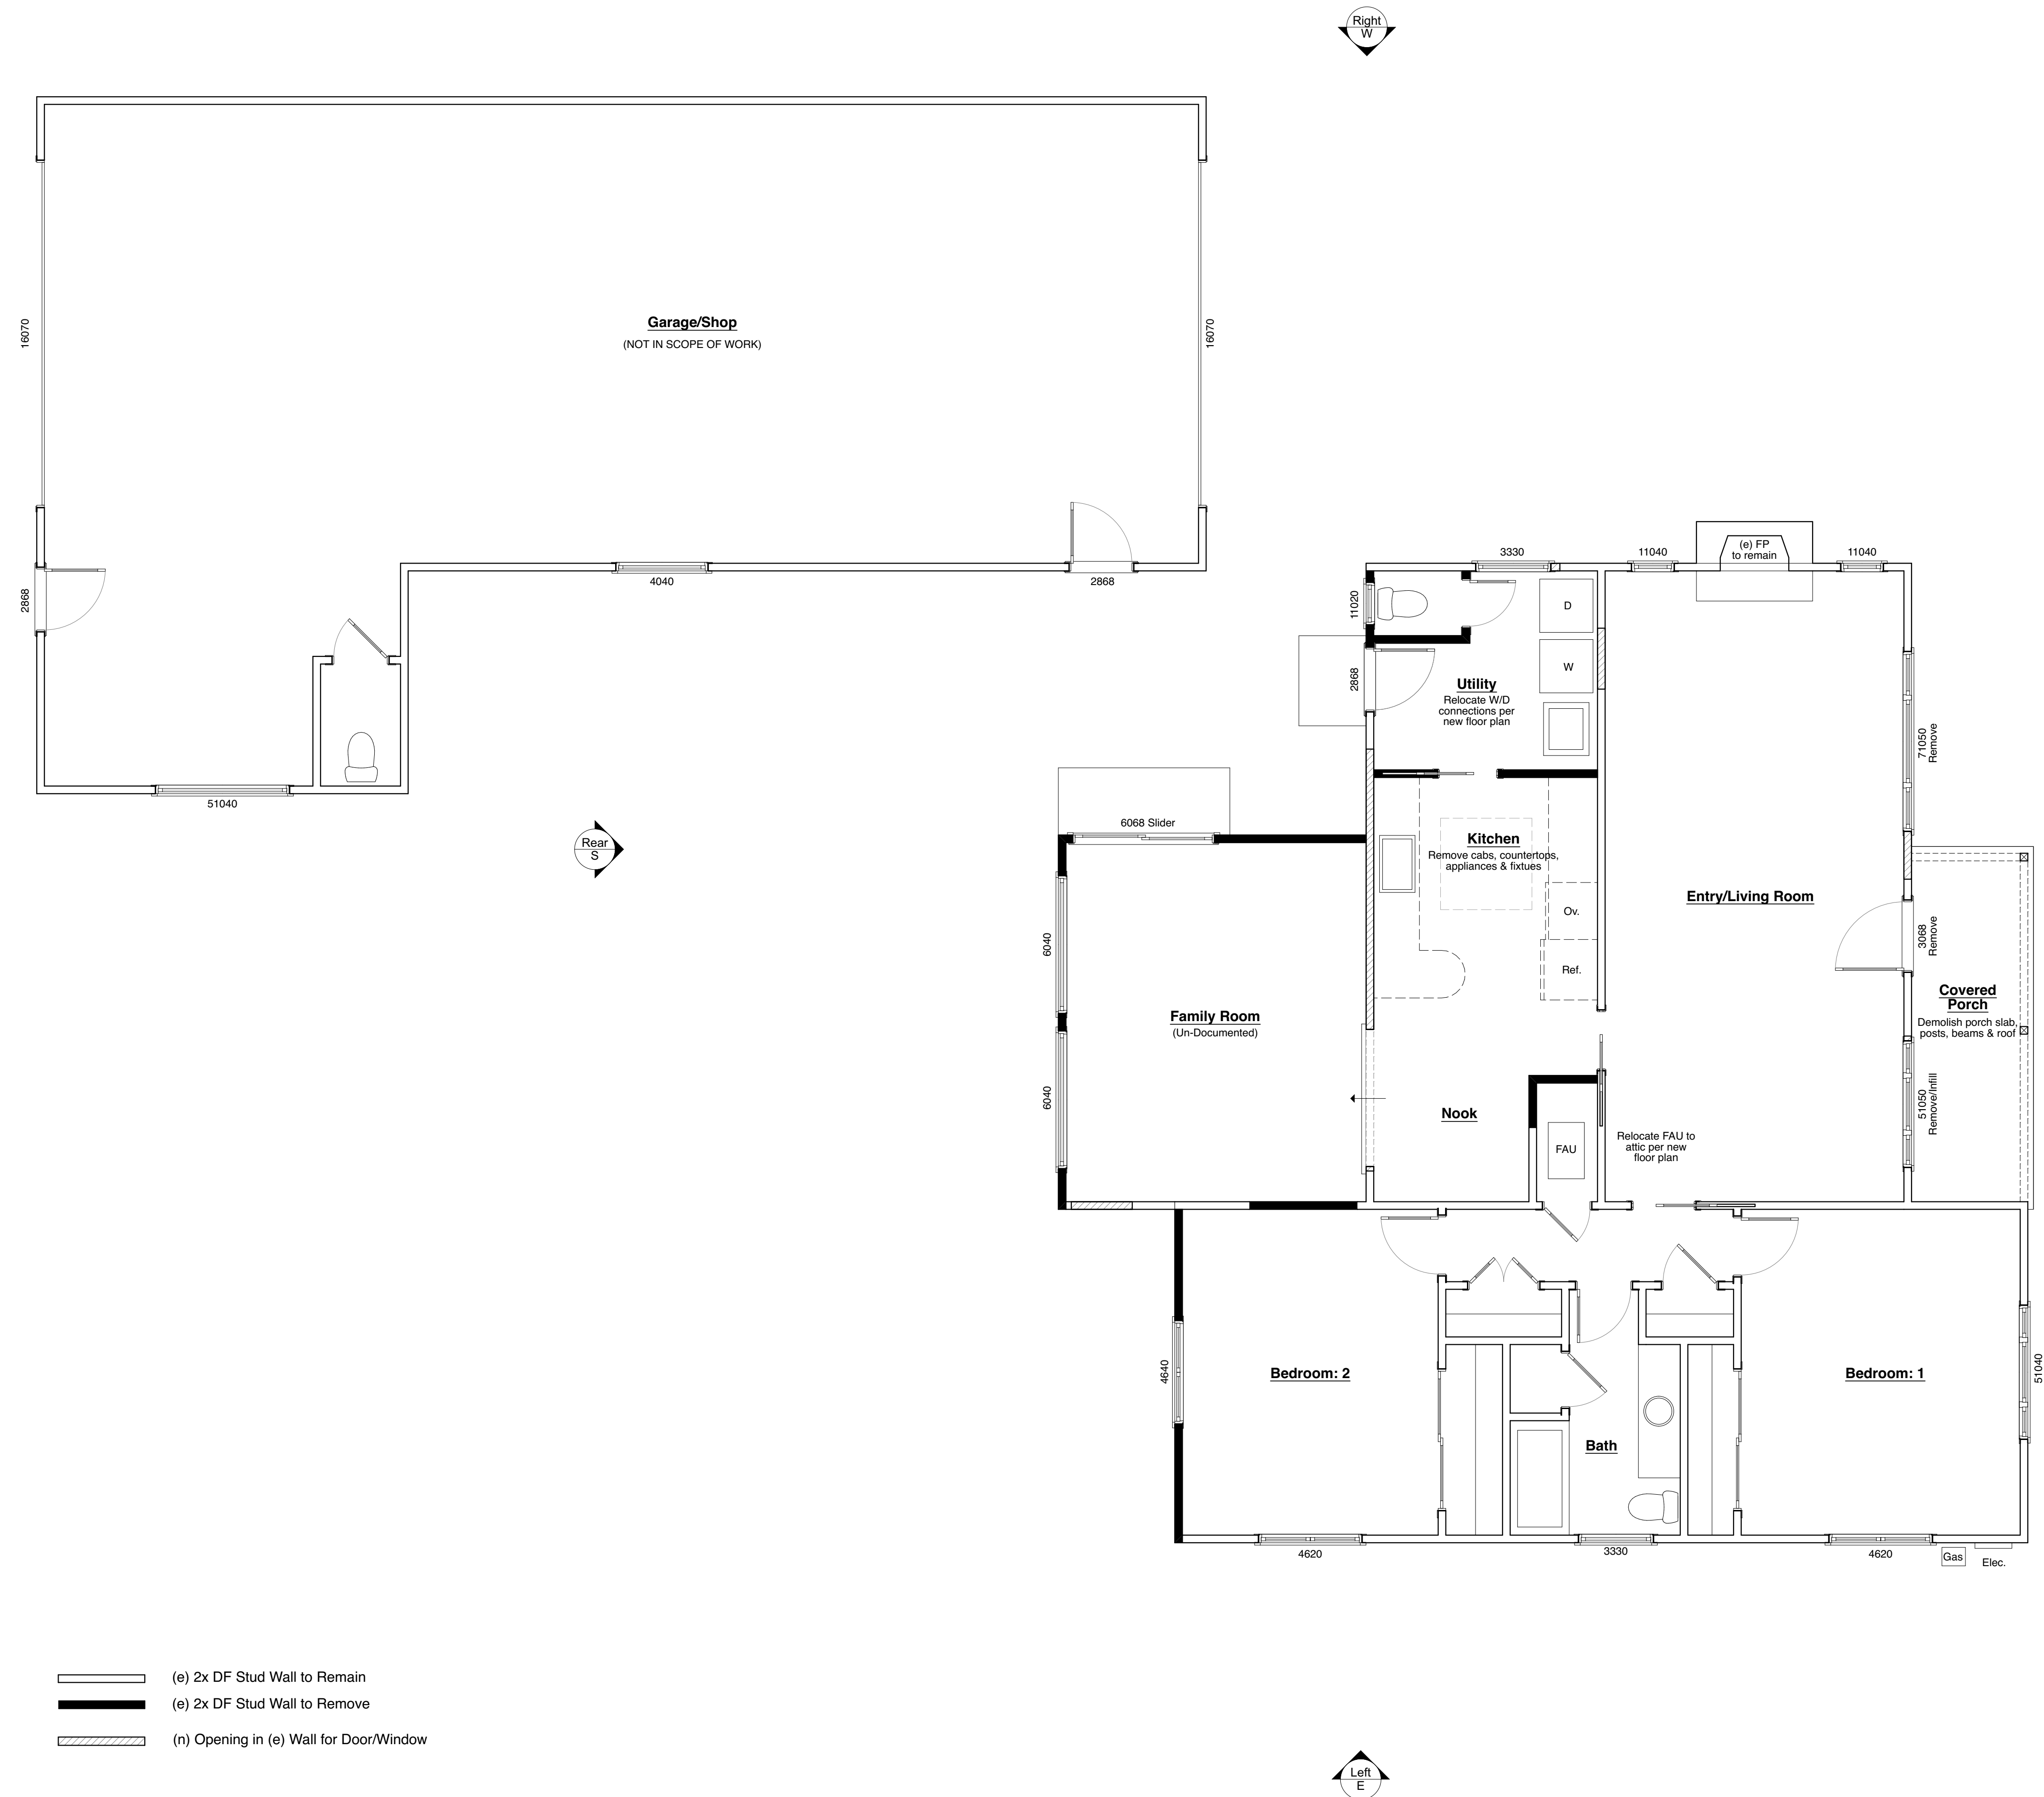 Right
W
16070
Garage/Shop
(NOT IN SCOPE OF WORK)
16070
2868
4040
2868
51040
Rear
S
3330
11040
(e) FP
to remain
11040
11020
D
W
2868
Utility
Relocate W/D
connections per
new floor plan
71050
Remove
6068 Slider
Kitchen
Remove cabs, countertops,
appliances & fixtues
Ov.
Ref.
Entry/Living Room
3068
Remove
6040
Family Room
(Un-Documented)
6040
Covered
Porch
Demolish porch slab,
posts, beams & roof
51050
Remove/Infill
Nook
FAU
Relocate FAU to
attic per new
floor plan
4640
Bedroom: 2
Bath
Bedroom: 1
51040
4620
3330
4620
Gas
Elec.
(e) 2x DF Stud Wall to Remain
(e) 2x DF Stud Wall to Remove
(n) Opening in (e) Wall for Door/Window
Left
E